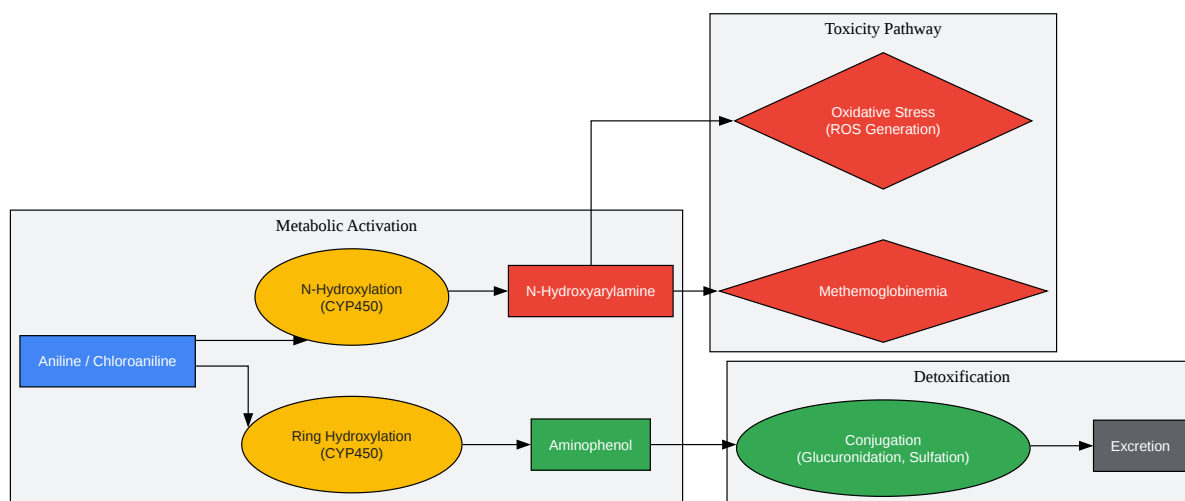 Toxicity Pathway
Oxidative Stress
(ROS Generation)
Methemoglobinemia
Metabolic Activation
N-Hydroxylation
(CYP450)
N-Hydroxyarylamine
Aniline / Chloroaniline
Ring Hydroxylation
(CYP450)
Aminophenol
Detoxification
Conjugation
(Glucuronidation, Sulfation)
Excretion